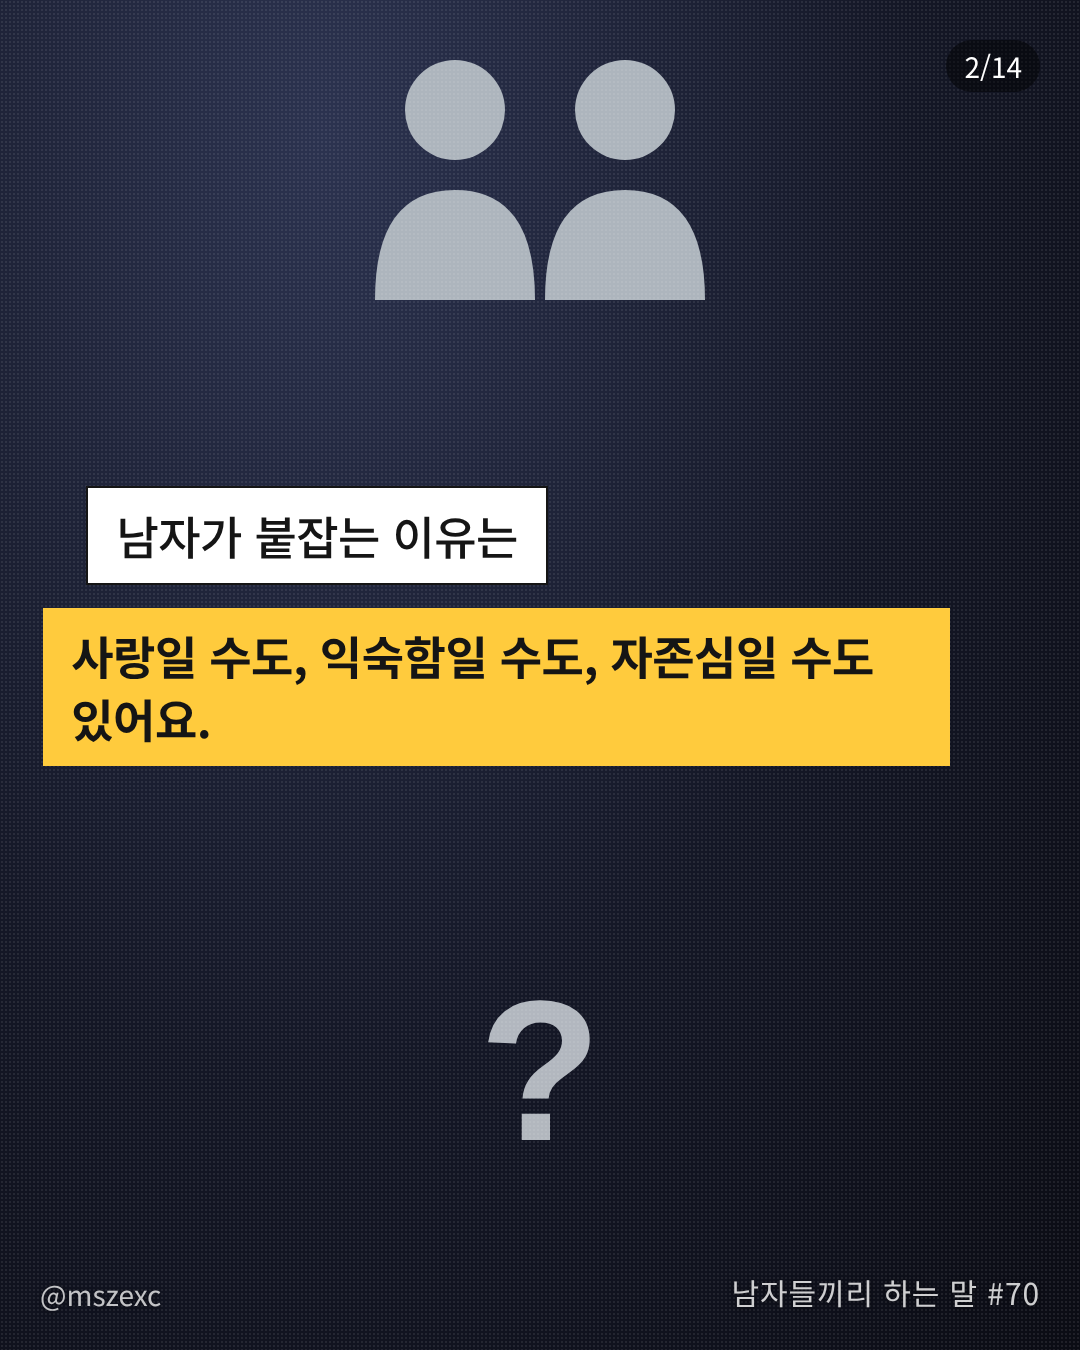 2/14
남자가 붙잡는 이유는
사랑일 수도, 익숙함일 수도, 자존심일 수도
있어요.
?
@mszexc
남자들끼리 하는 말 #70